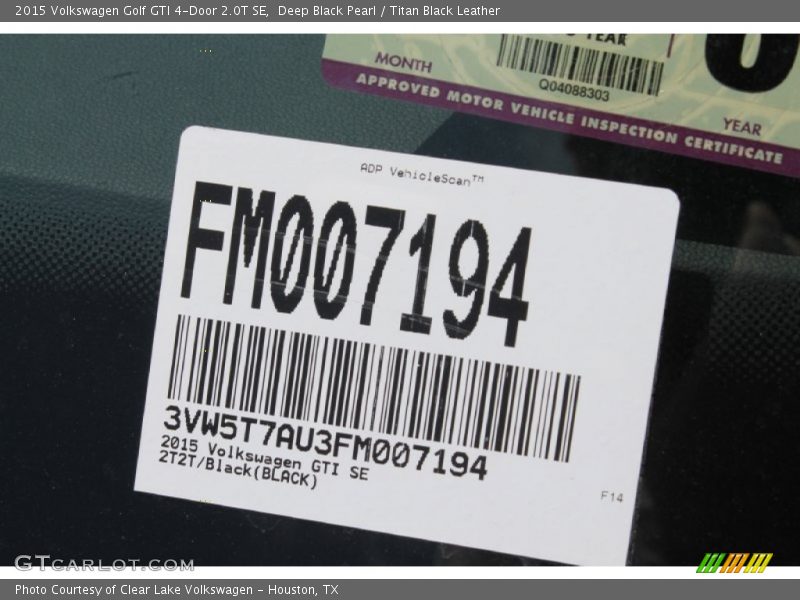 2015 Volkswagen Golf GTI 4-Door 2.0T SE,  Deep Black Pearl / Titan Black Leather
YEAR
MONTH
Q04088303
YEAR
APPROVED MOTOR VEHICLE INSPECTION CERTIFICATE
ADP VehicleScan™
FM007194
3VW5T7AU3FM007194
2015 Volkswagen GTI SE
2T2T/Black(BLACK)
F14
GTCARLOT.COM
Photo Courtesy of Clear Lake Volkswagen - Houston, TX